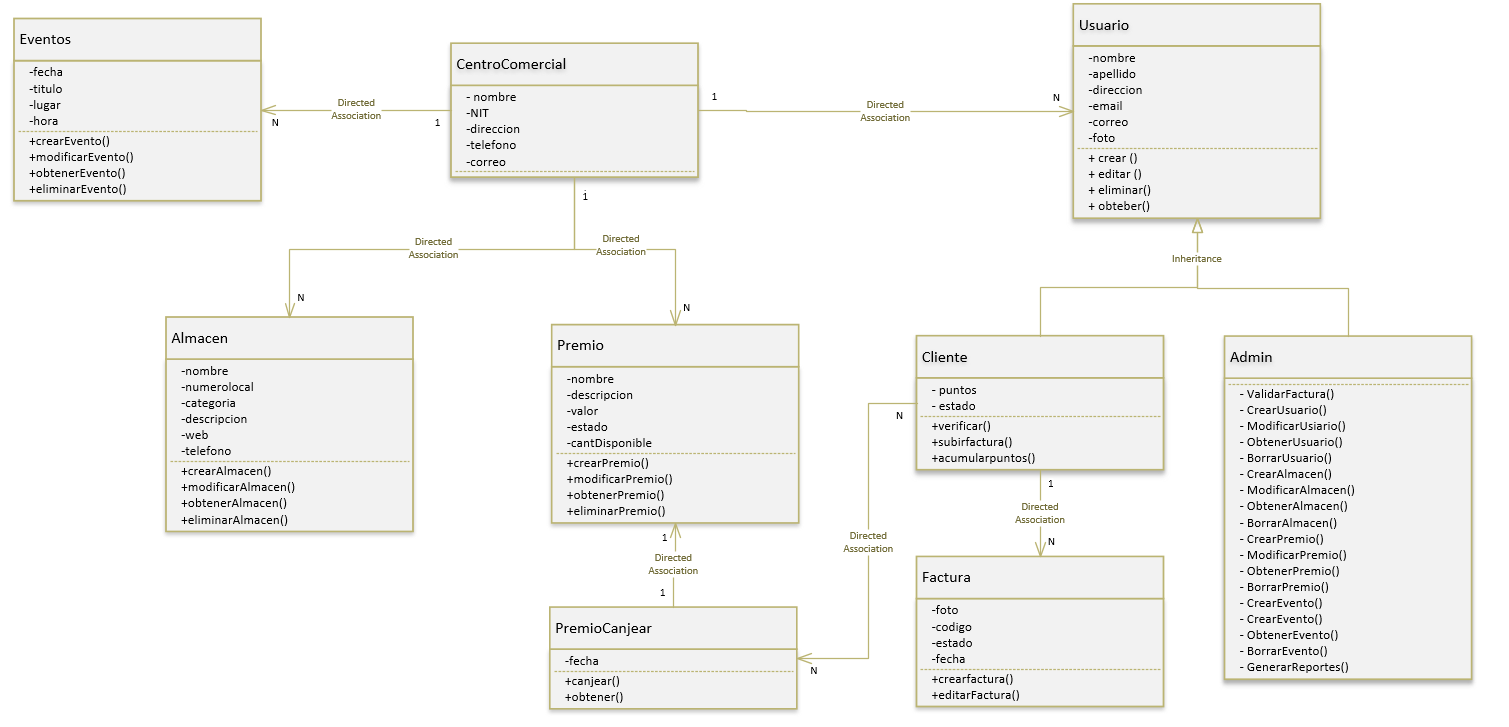 Eventos
-fecha
-titulo
-lugar
-hora
+crearEvento()
+modificarEvento()
+obtenerEvento()
+eliminarEvento()
Directed
Association
N
1
CentroComercial
- nombre
-NIT
-direccion
-telefono
-correo
1
Directed
Association
N
Usuario
-nombre
-apellido
-direccion
-email
-correo
-foto
+ crear ()
+ editar ()
+ eliminar()
+ obteber()
1
Directed
Association
Directed
Association
N
N
Inheritance
Almacen
-nombre
-numerolocal
-categoria
-descripcion
-web
-telefono
+crearAlmacen()
+modificarAlmacen()
+obtenerAlmacen()
+eliminarAlmacen()
Premio
-nombre
-descripcion
-valor
-estado
-cantDisponible
+crearPremio()
+modificarPremio()
+obtenerPremio()
+eliminarPremio()
Cliente
- puntos
- estado
+verificar()
+subirfactura()
+acumularpuntos()
Admin
- ValidarFactura()
- CrearUsuario()
- ModificarUsiario()
- ObtenerUsuario()
- BorrarUsuario()
- CrearAlmacen()
- ModificarAlmacen()
- ObtenerAlmacen()
- BorrarAlmacen()
- CrearPremio()
- ModificarPremio()
- ObtenerPremio()
- BorrarPremio()
- CrearEvento()
- CrearEvento()
- ObtenerEvento()
- BorrarEvento()
- GenerarReportes()
N
Directed
Association
N
1
Directed
Association
N
1
Directed
Association
1
PremioCanjear
-fecha
+canjear()
+obtener()
Factura
-foto
-codigo
-estado
-fecha
+crearfactura()
+editarFactura()